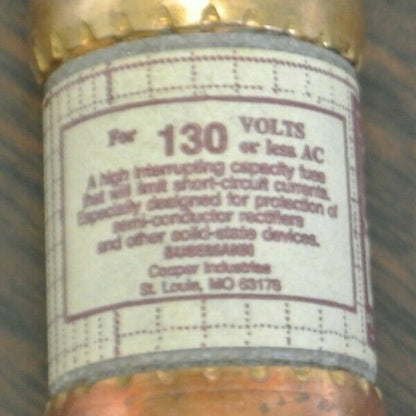 For 130 VOLTS
or less AC
A high interrupting capacity fuse
that will limit short-circuit currents.
Especially designed for protection of
semi-conductor rectifiers
and other solid-state devices.
BUSSMANN
Cooper Industries
St. Louis, MO 63178